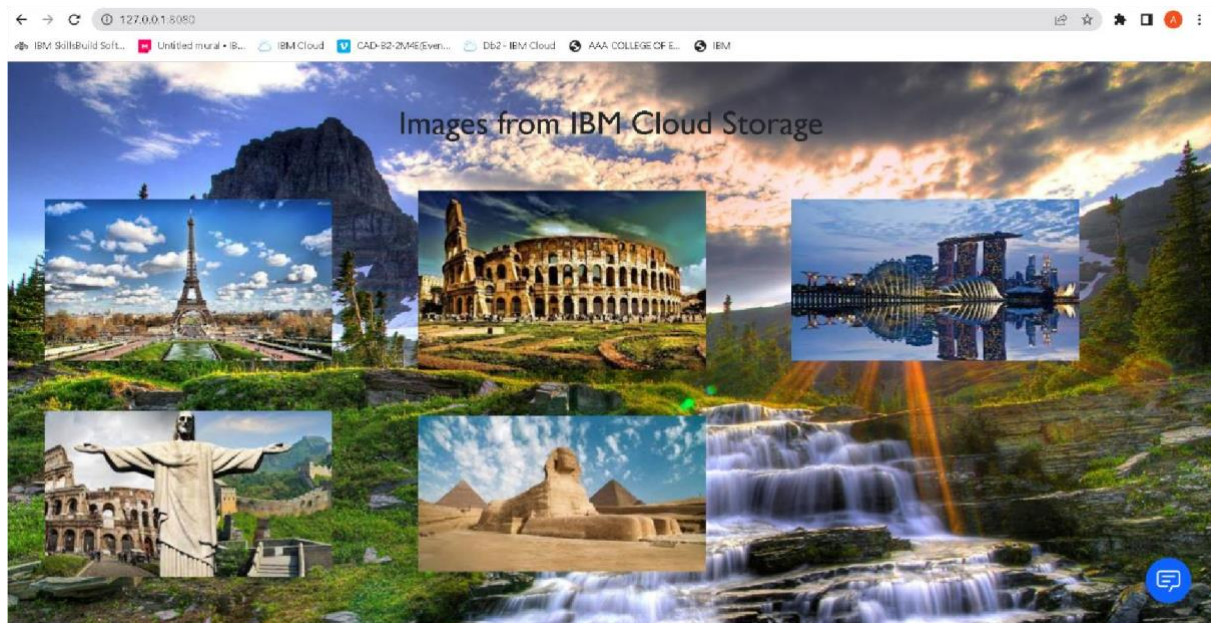 127.0.0.1:8080
IBM SkillsBuild Soft... Untitled mural • IB... IBM Cloud CAD-B2-2M4E(Even... Db2 - IBM Cloud AAA COLLEGE OF E... IBM
Images from IBM Cloud Storage